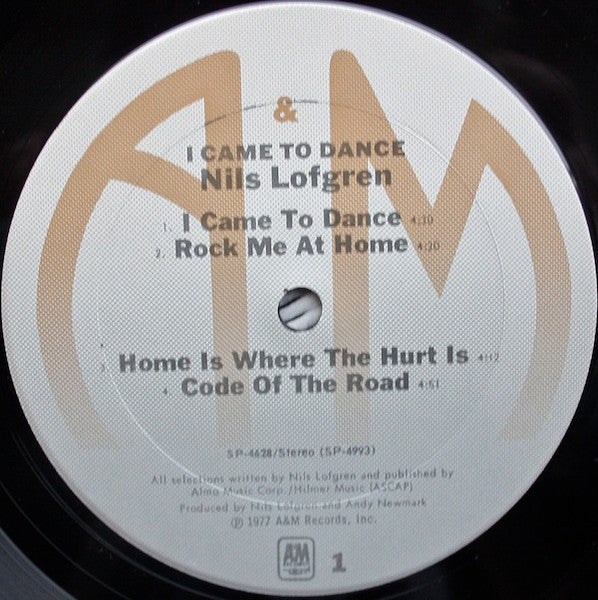 A & M
I CAME TO DANCE
Nils Lofgren
1. I Came To Dance 4:10
2. Rock Me At Home 4:20
3. Home Is Where The Hurt Is 4:12
4. Code Of The Road 4:51
SP-4628/Stereo (SP-4993)
All selections written by Nils Lofgren and published by
Almo Music Corp./Hilmer Music (ASCAP)
Produced by Nils Lofgren and Andy Newmark
℗ 1977 A&M Records, Inc.
A&M 1